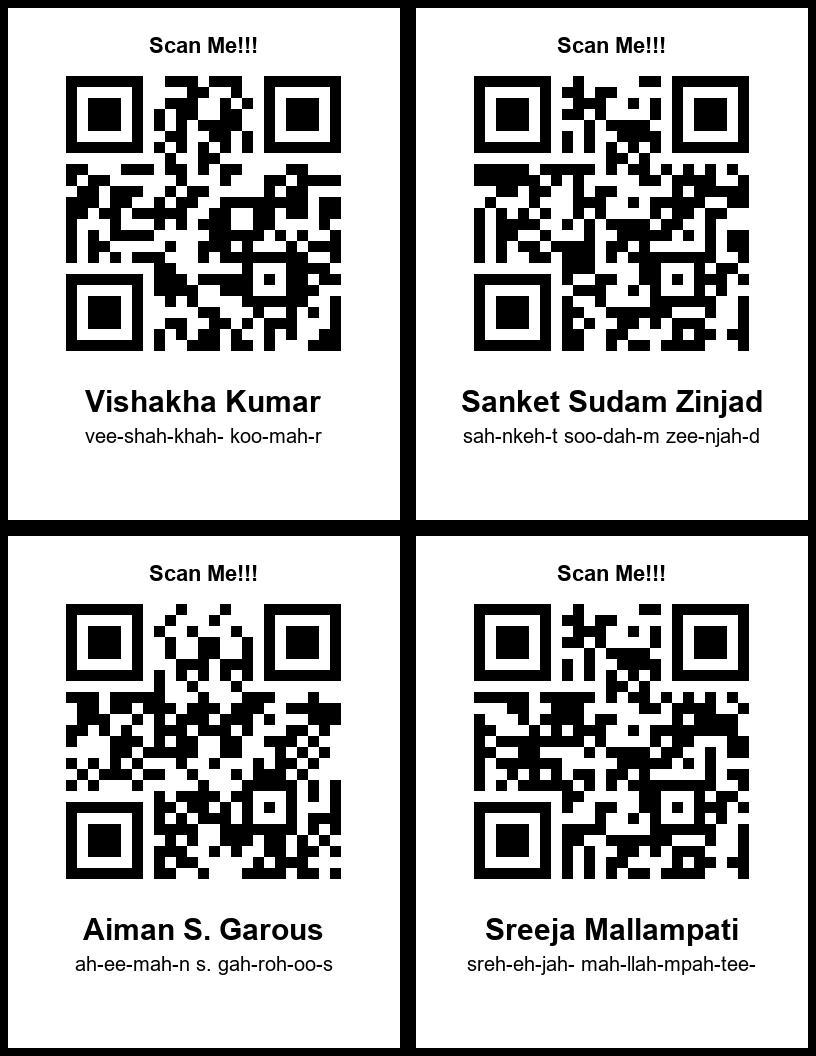 Scan Me!!!
Vishakha Kumar
vee-shah-khah- koo-mah-r
Scan Me!!!
Sanket Sudam Zinjad
sah-nkeh-t soo-dah-m zee-njah-d
Scan Me!!!
Aiman S. Garous
ah-ee-mah-n s. gah-roh-oo-s
Scan Me!!!
Sreeja Mallampati
sreh-eh-jah- mah-llah-mpah-tee-